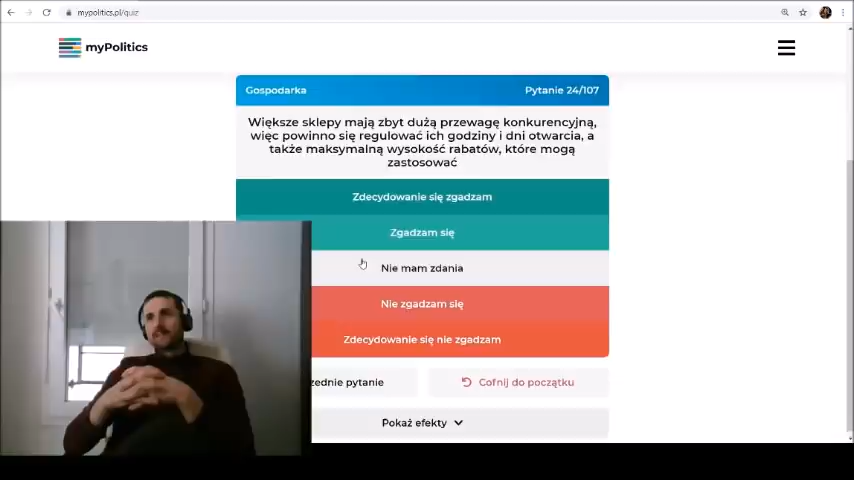 mypolitics.pl/quiz
myPolitics
Gospodarka
Pytanie 24/107
Większe sklepy mają zbyt dużą przewagę konkurencyjną,
więc powinno się regulować ich godziny i dni otwarcia, a
także maksymalną wysokość rabatów, które mogą
zastosować
Zdecydowanie się zgadzam
Zgadzam się
Nie mam zdania
Nie zgadzam się
Zdecydowanie się nie zgadzam
zednie pytanie
Cofnij do początku
Pokaż efekty